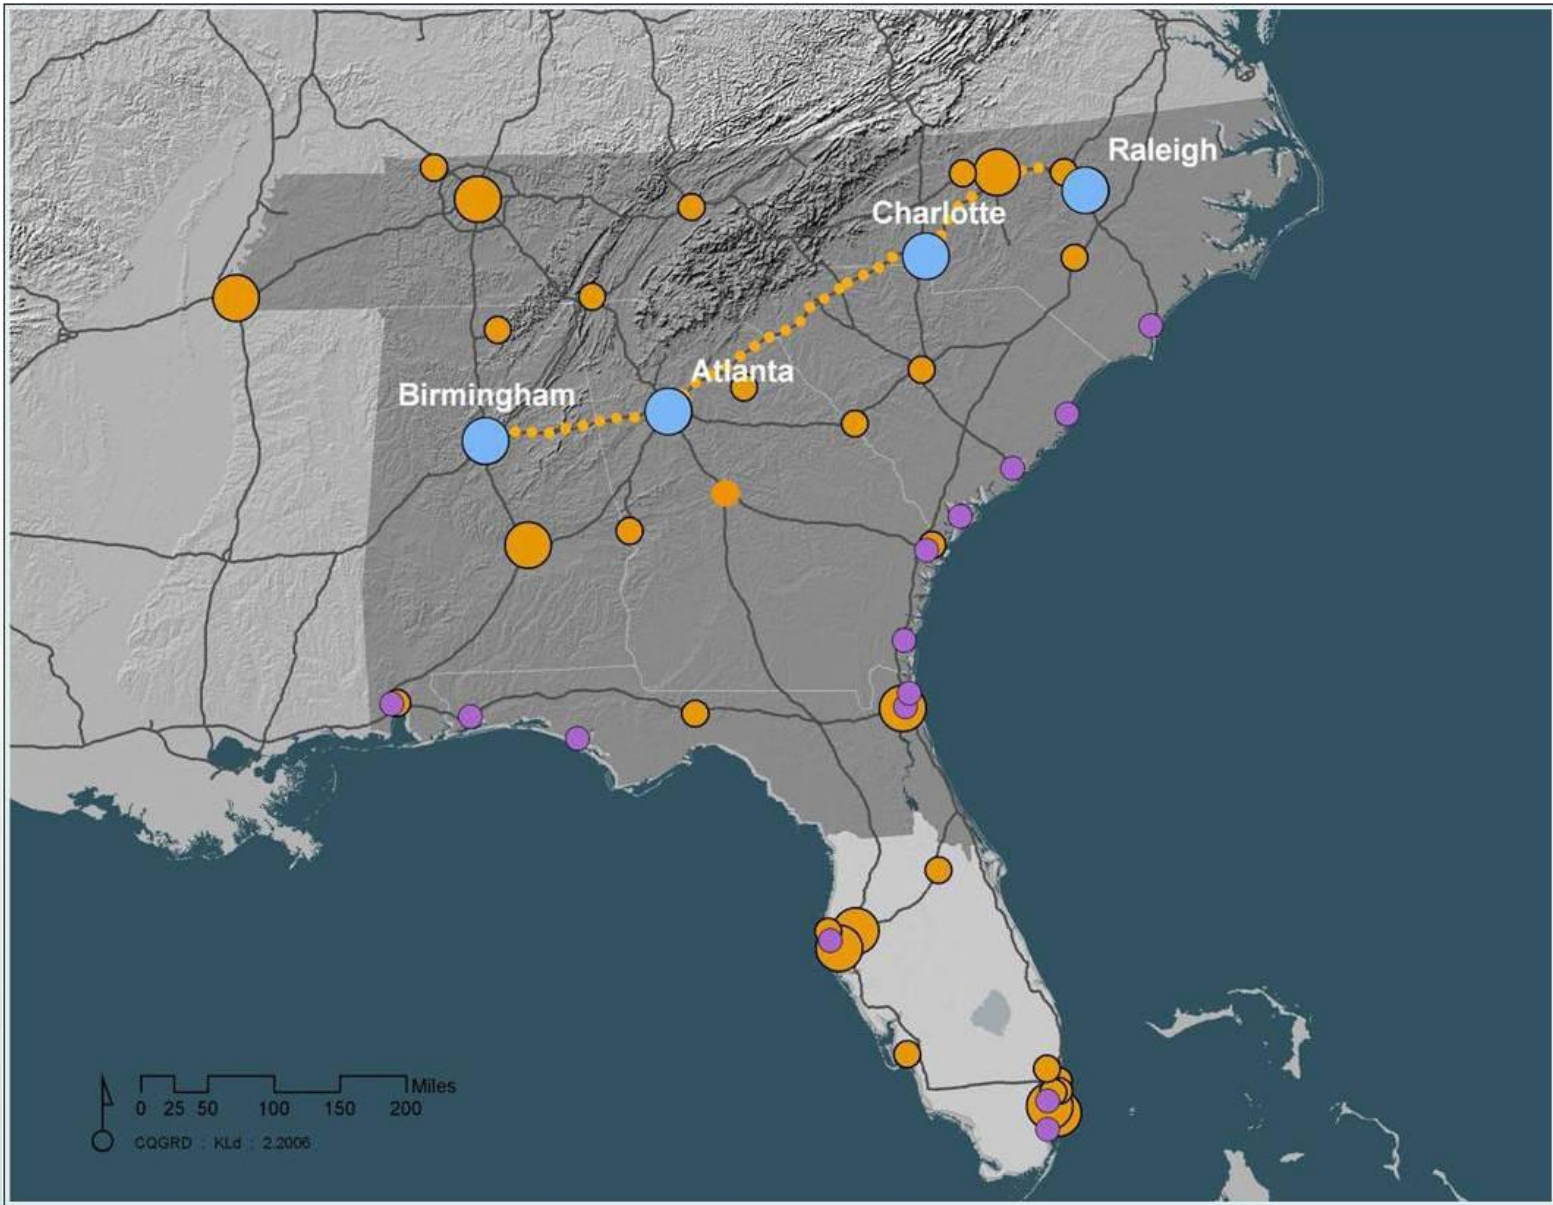 Raleigh
Charlotte
Atlanta
Birmingham
Miles
0 25 50 100 150 200
CQGRD : KLd : 2.2006